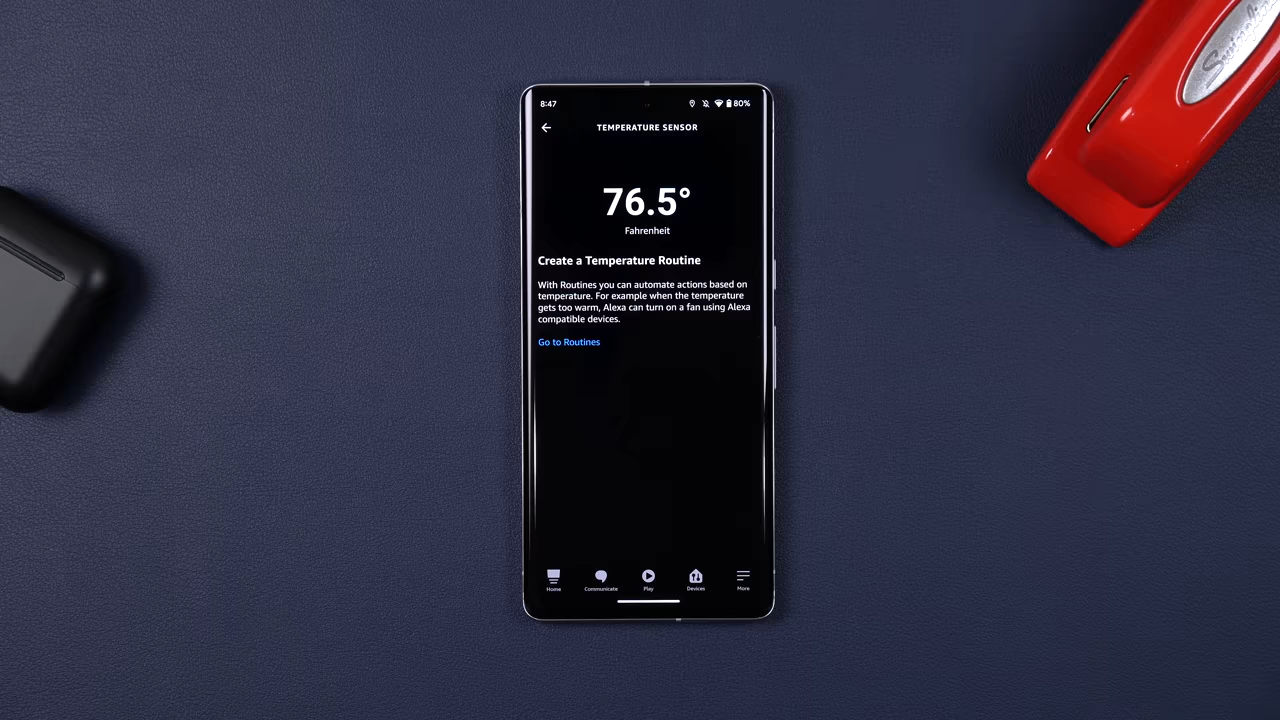 8:47
80%
TEMPERATURE SENSOR
76.5°
Fahrenheit
Create a Temperature Routine
With Routines you can automate actions based on
temperature. For example when the temperature
gets too warm, Alexa can turn on a fan using Alexa
compatible devices.
Go to Routines
Home
Communicate
Play
Devices
More